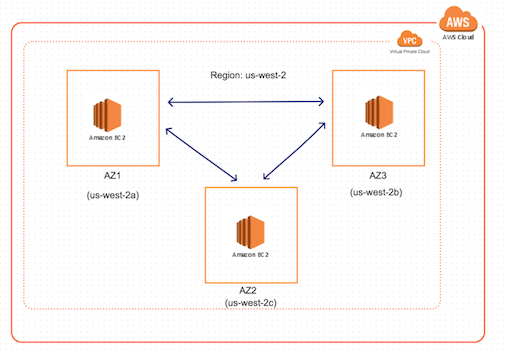 AWS
AWS Cloud
VPC
Virtual Private Cloud
Region: us-west-2
Amazon EC2
Amazon EC2
AZ1
AZ3
(us-west-2a)
(us-west-2b)
Amazon EC2
AZ2
(us-west-2c)